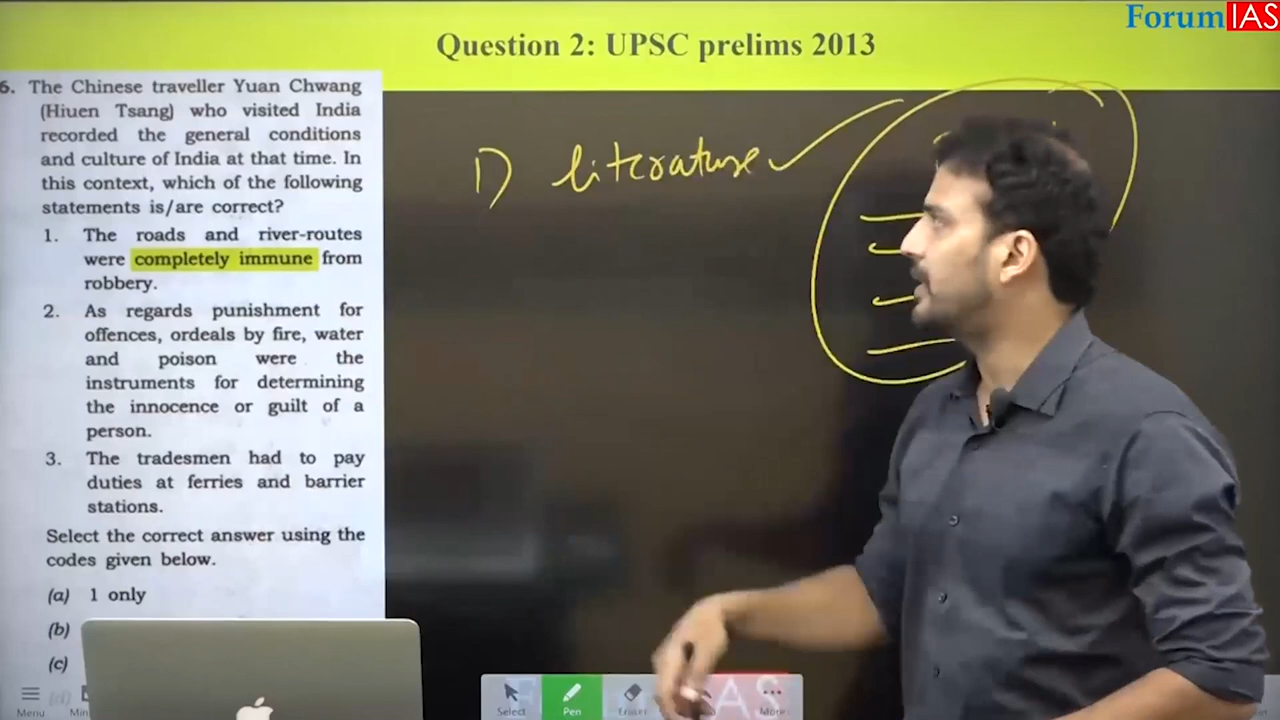 ForumIAS
Question 2: UPSC prelims 2013
6. The Chinese traveller Yuan Chwang
(Hiuen Tsang) who visited India
recorded the general conditions
and culture of India at that time. In
this context, which of the following
statements is/are correct?
1. The roads and river-routes
were completely immune from
robbery.
2. As regards punishment for
offences, ordeals by fire, water
and poison were the
instruments for determining
the innocence or guilt of a
person.
3. The tradesmen had to pay
duties at ferries and barrier
stations.
Select the correct answer using the
codes given below.
(a) 1 only
(b)
(c)
(d)
1) literature
Menu
Select Pen Eraser More